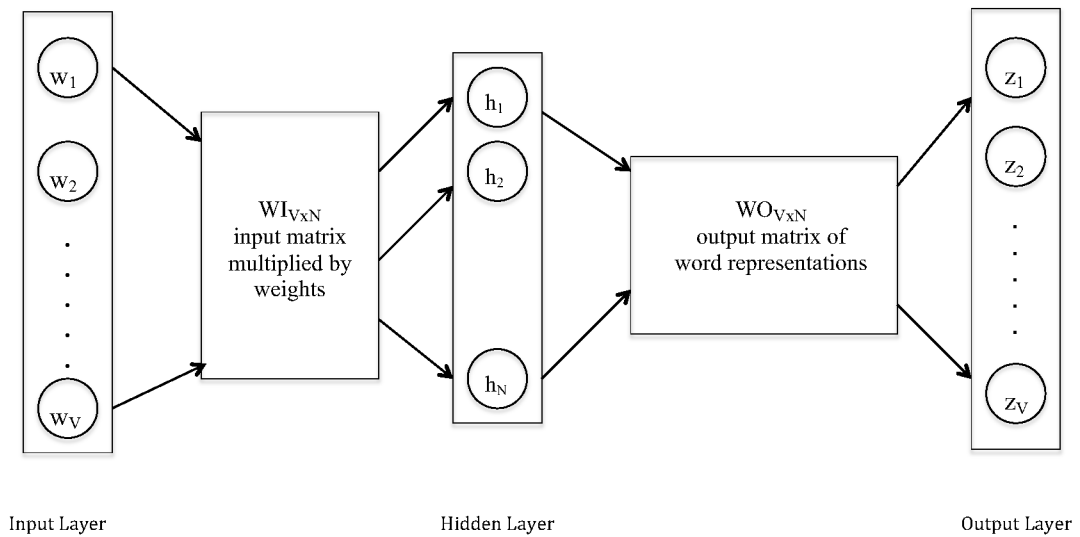 w1
w2
wV
WIVxN
input matrix
multiplied by
weights
h1
h2
hN
WOVxN
output matrix of
word representations
z1
z2
zV
Input Layer
Hidden Layer
Output Layer